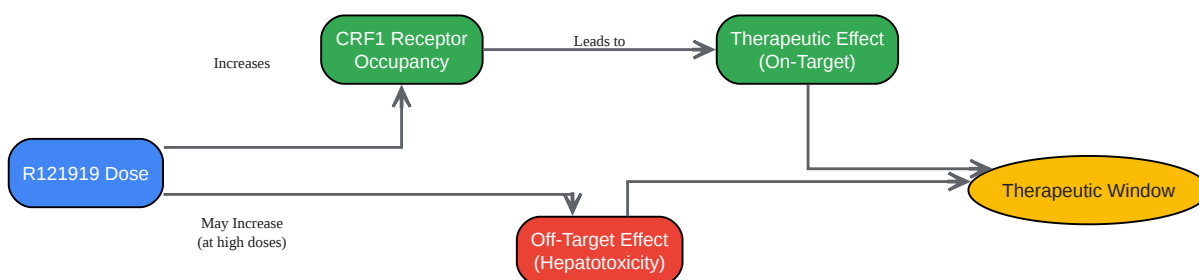 CRF1 Receptor
Occupancy
Leads to
Therapeutic Effect
(On-Target)
Increases
R121919 Dose
Therapeutic Window
May Increase
(at high doses)
Off-Target Effect
(Hepatotoxicity)